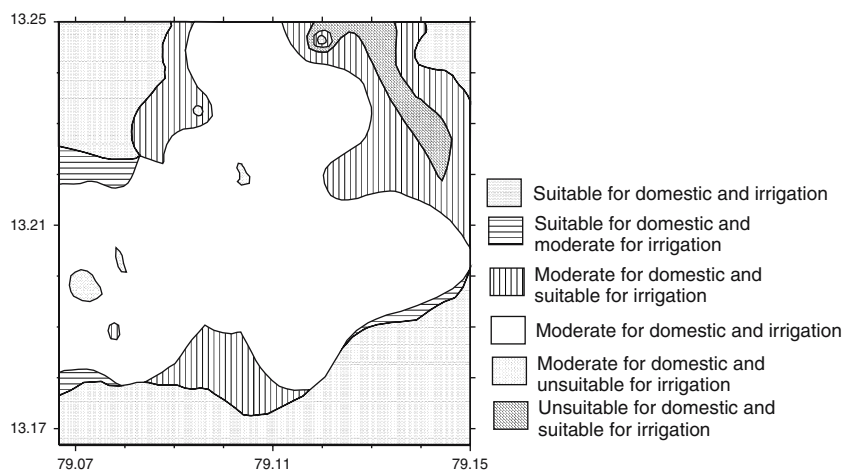 13.25
13.21
13.17
79.07
79.11
79.15
Suitable for domestic and irrigation
Suitable for domestic and
moderate for irrigation
Moderate for domestic and
suitable for irrigation
Moderate for domestic and irrigation
Moderate for domestic and
unsuitable for irrigation
Unsuitable for domestic and
suitable for irrigation